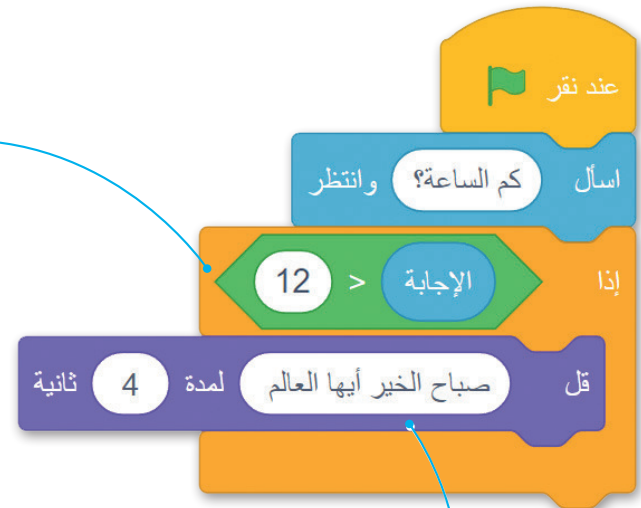 عند نقر
اسأل كم الساعة؟ وانتظر
إذا الإجابة < 12
قل صباح الخير أيها العالم لمدة 4 ثانية